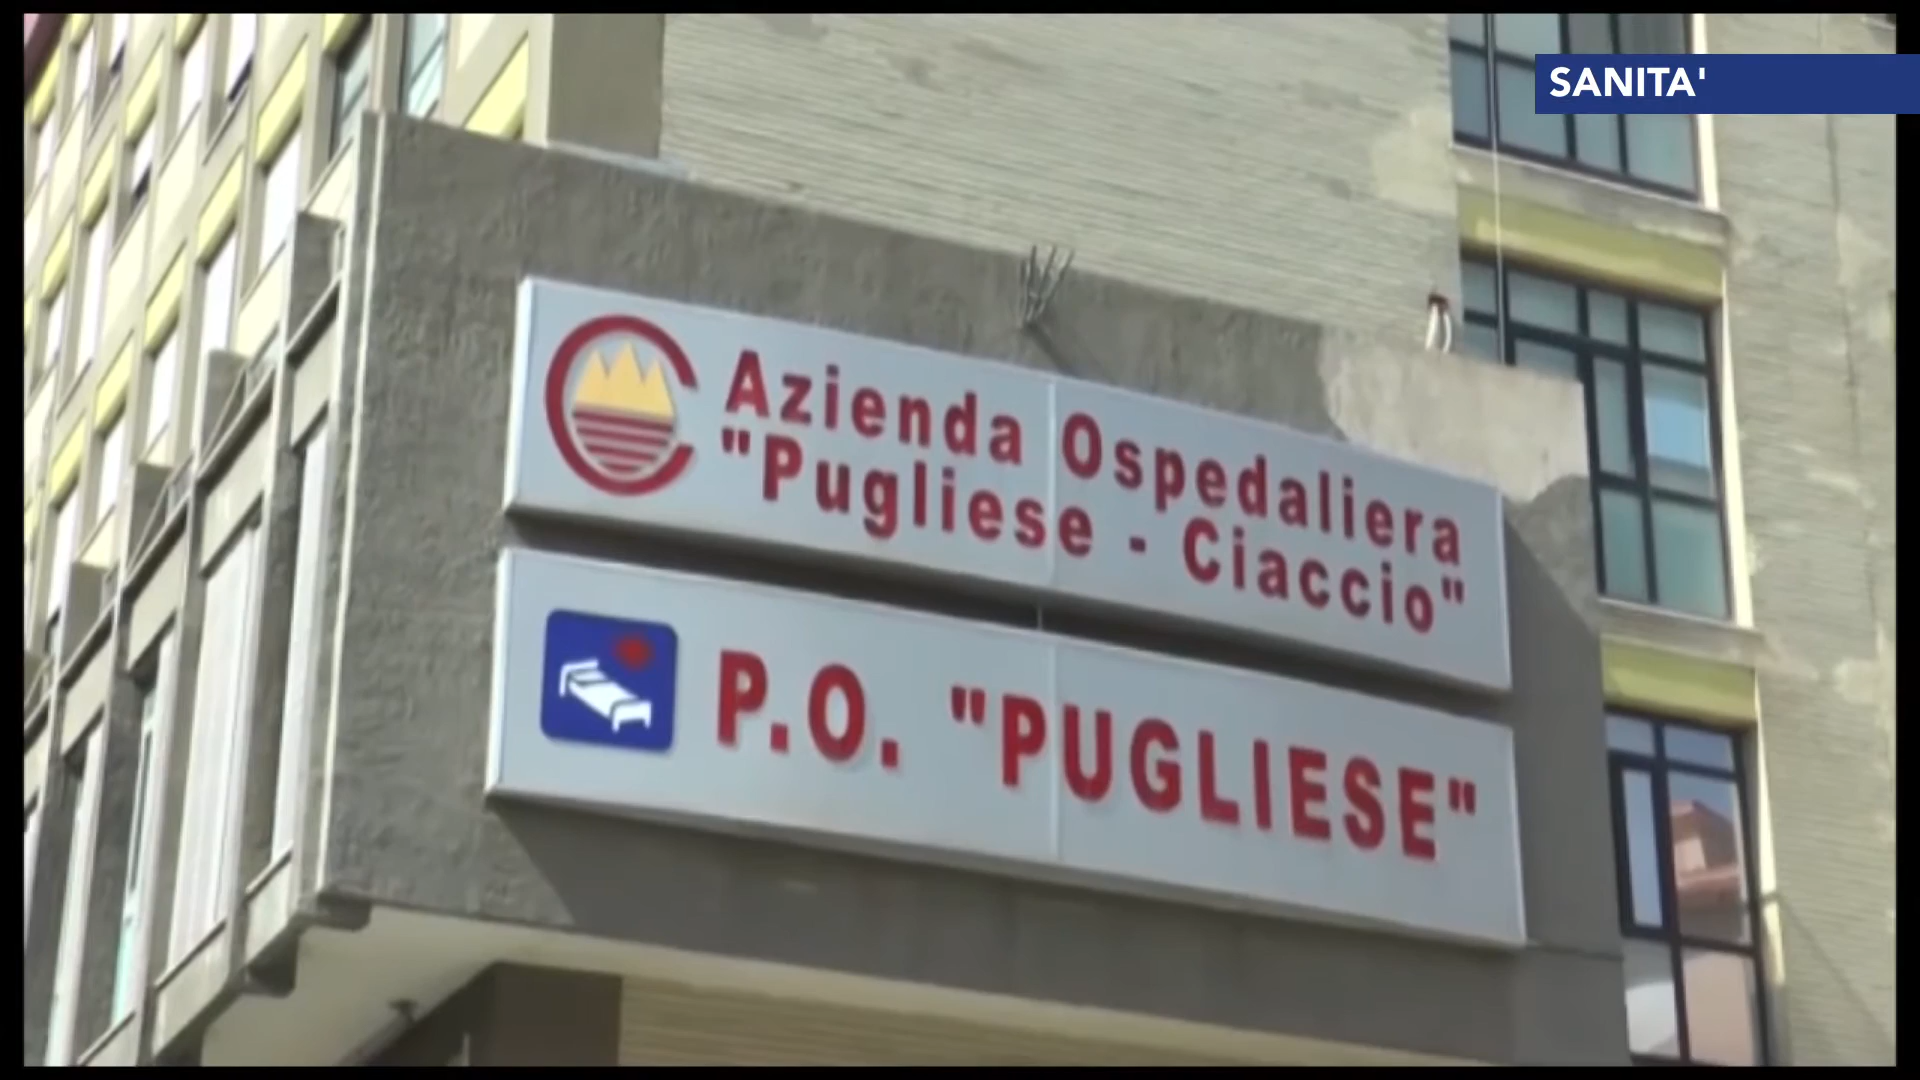 SANITA'
Azienda Ospedaliera
"Pugliese - Ciaccio"
P.O. "PUGLIESE"